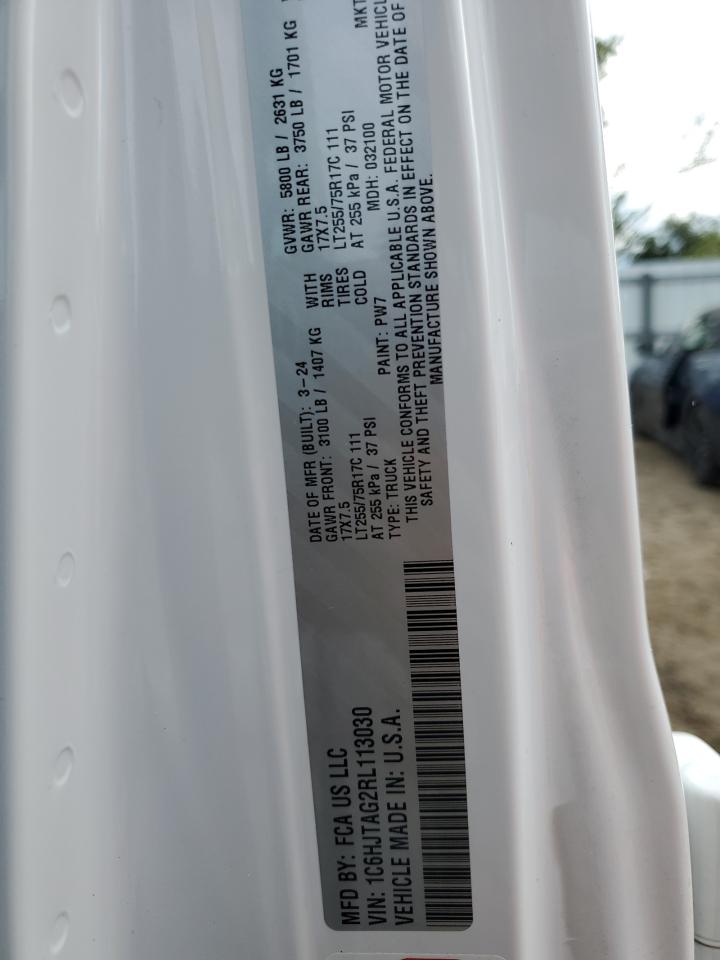 MFD BY: FCA US LLC
VIN: 1C6HJTAG2RL113030
VEHICLE MADE IN: U.S.A.
DATE OF MFR (BUILT): 3-24 GVWR: 5800 LB / 2631 KG
GAWR FRONT: 3100 LB / 1407 KG WITH GAWR REAR: 3750 LB / 1701 KG
17X7.5 RIMS 17X7.5
LT255/75R17C 111 TIRES LT255/75R17C 111
AT 255 kPa / 37 PSI COLD AT 255 kPa / 37 PSI
TYPE: TRUCK PAINT: PW7 MDH: 032100 MKT
THIS VEHICLE CONFORMS TO ALL APPLICABLE U.S.A. FEDERAL MOTOR
SAFETY AND THEFT PREVENTION STANDARDS IN EFFECT ON THE DATE OF
MANUFACTURE SHOWN ABOVE.